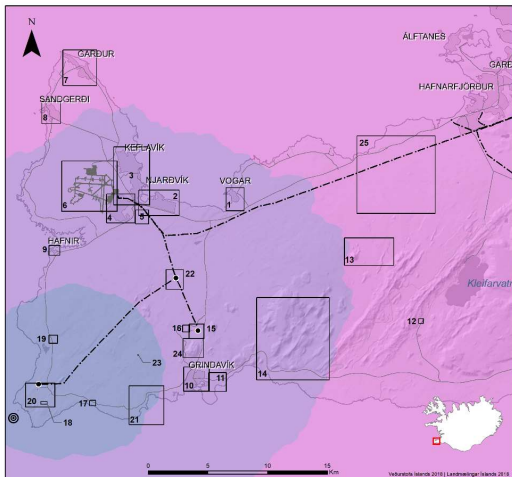 N
ÁLFTANES
GARÐUR
GARÐ
7
HAFNARFJÖRÐUR
SANDGERÐI
8
25
KEFLAVÍK
3
NJARÐVÍK
VOGAR
6
2
1
4
5
HAFNIR
9
13
22
Kleifarvatn
12
16
15
19
24
23
GRINDAVÍK
14
10
11
20
17
21
18
0
5
10
15
Km
Veðurstofa Íslands 2018 | Landmælingar Íslands 2018